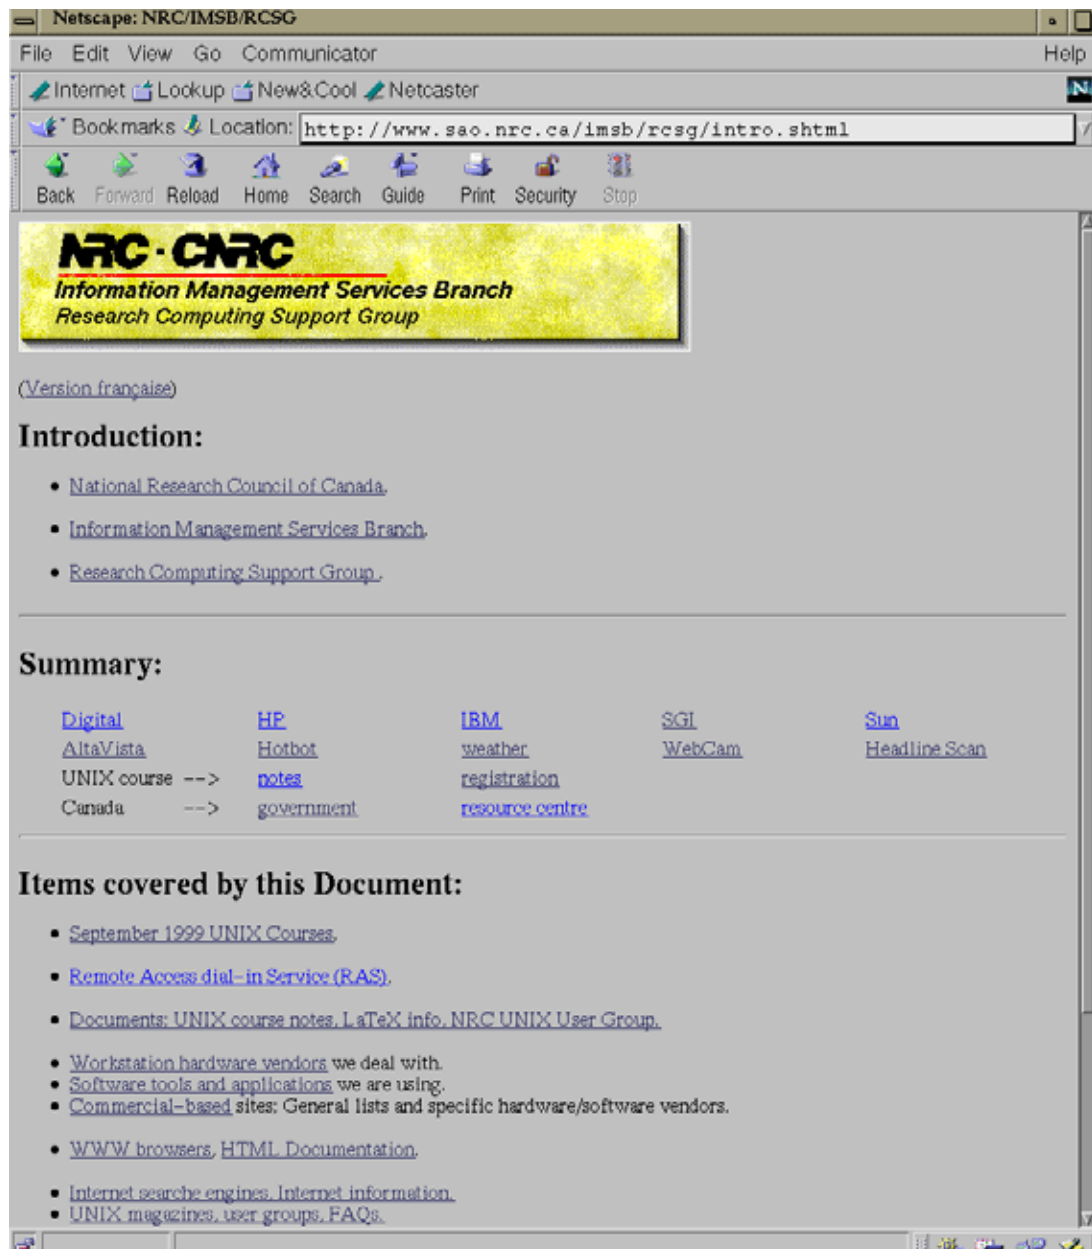 Netscape: NRC/IMSB/RCSG
File Edit View Go Communicator Help
Internet Lookup New&Cool Netcaster
N
Bookmarks Location: http://www.sao.nrc.ca/imsb/rcsg/intro.shtml
Back Forward Reload Home Search Guide Print Security Stop
NRC · CNRC
Information Management Services Branch
Research Computing Support Group
(Version française)
Introduction:
• National Research Council of Canada.
• Information Management Services Branch.
• Research Computing Support Group .
Summary:
Digital HP IBM SGI Sun
AltaVista Hotbot weather WebCam Headline Scan
UNIX course --> notes registration
Canada --> government resource centre
Items covered by this Document:
• September 1999 UNIX Courses.
• Remote Access dial-in Service (RAS).
• Documents: UNIX course notes, LaTeX info, NRC UNIX User Group.
• Workstation hardware vendors we deal with.
• Software tools and applications we are using.
• Commercial-based sites; General lists and specific hardware/software vendors.
• WWW browsers, HTML Documentation.
• Internet searche engines, Internet information.
• UNIX magazines, user groups, FAQs.